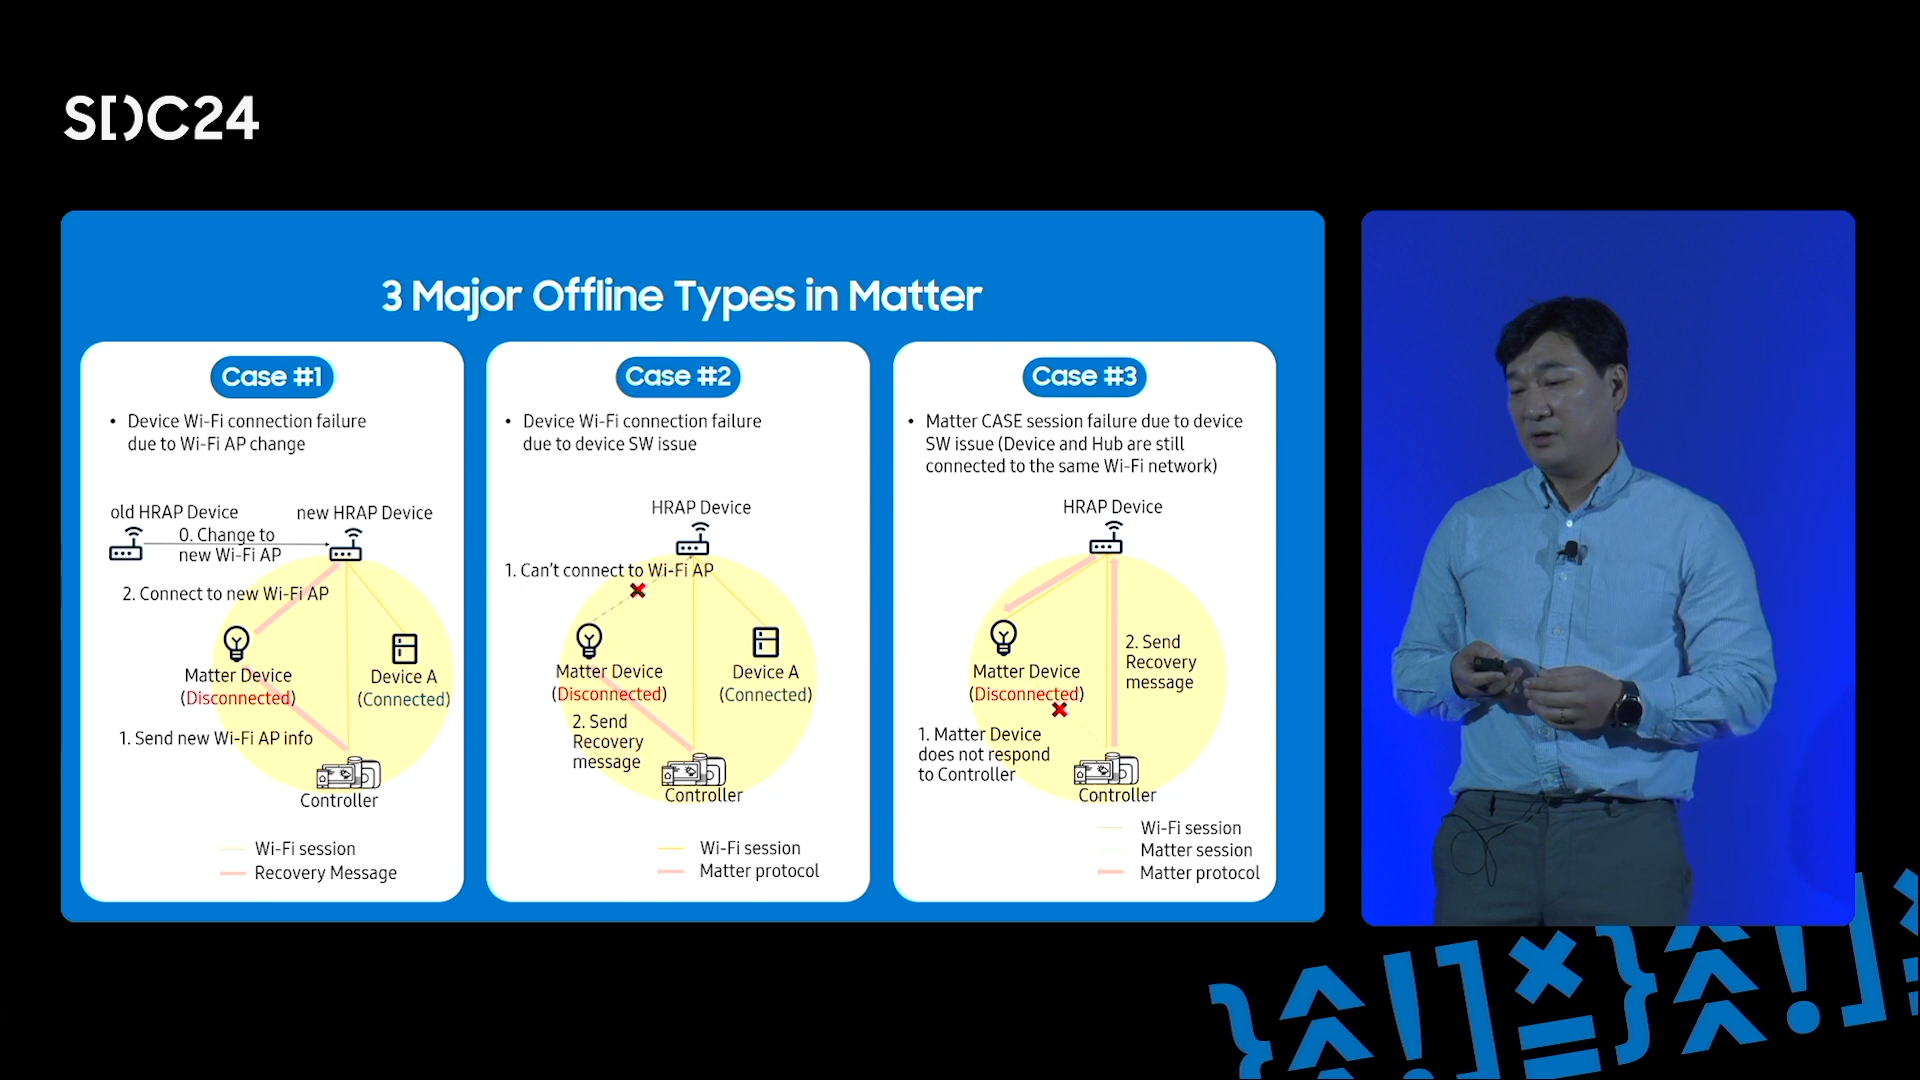 SDC24
3 Major Offline Types in Matter
Case #1
• Device Wi-Fi connection failure
due to Wi-Fi AP change
old HRAP Device
new HRAP Device
0. Change to
new Wi-Fi AP
2. Connect to new Wi-Fi AP
Matter Device
(Disconnected)
Device A
(Connected)
1. Send new Wi-Fi AP info
Controller
Wi-Fi session
Recovery Message
Case #2
• Device Wi-Fi connection failure
due to device SW issue
HRAP Device
1. Can't connect to Wi-Fi AP
Matter Device
(Disconnected)
Device A
(Connected)
2. Send
Recovery
message
Controller
Wi-Fi session
Matter protocol
Case #3
• Matter CASE session failure due to device
SW issue (Device and Hub are still
connected to the same Wi-Fi network)
HRAP Device
Matter Device
(Disconnected)
2. Send
Recovery
message
1. Matter Device
does not respond
to Controller
Controller
Wi-Fi session
Matter session
Matter protocol